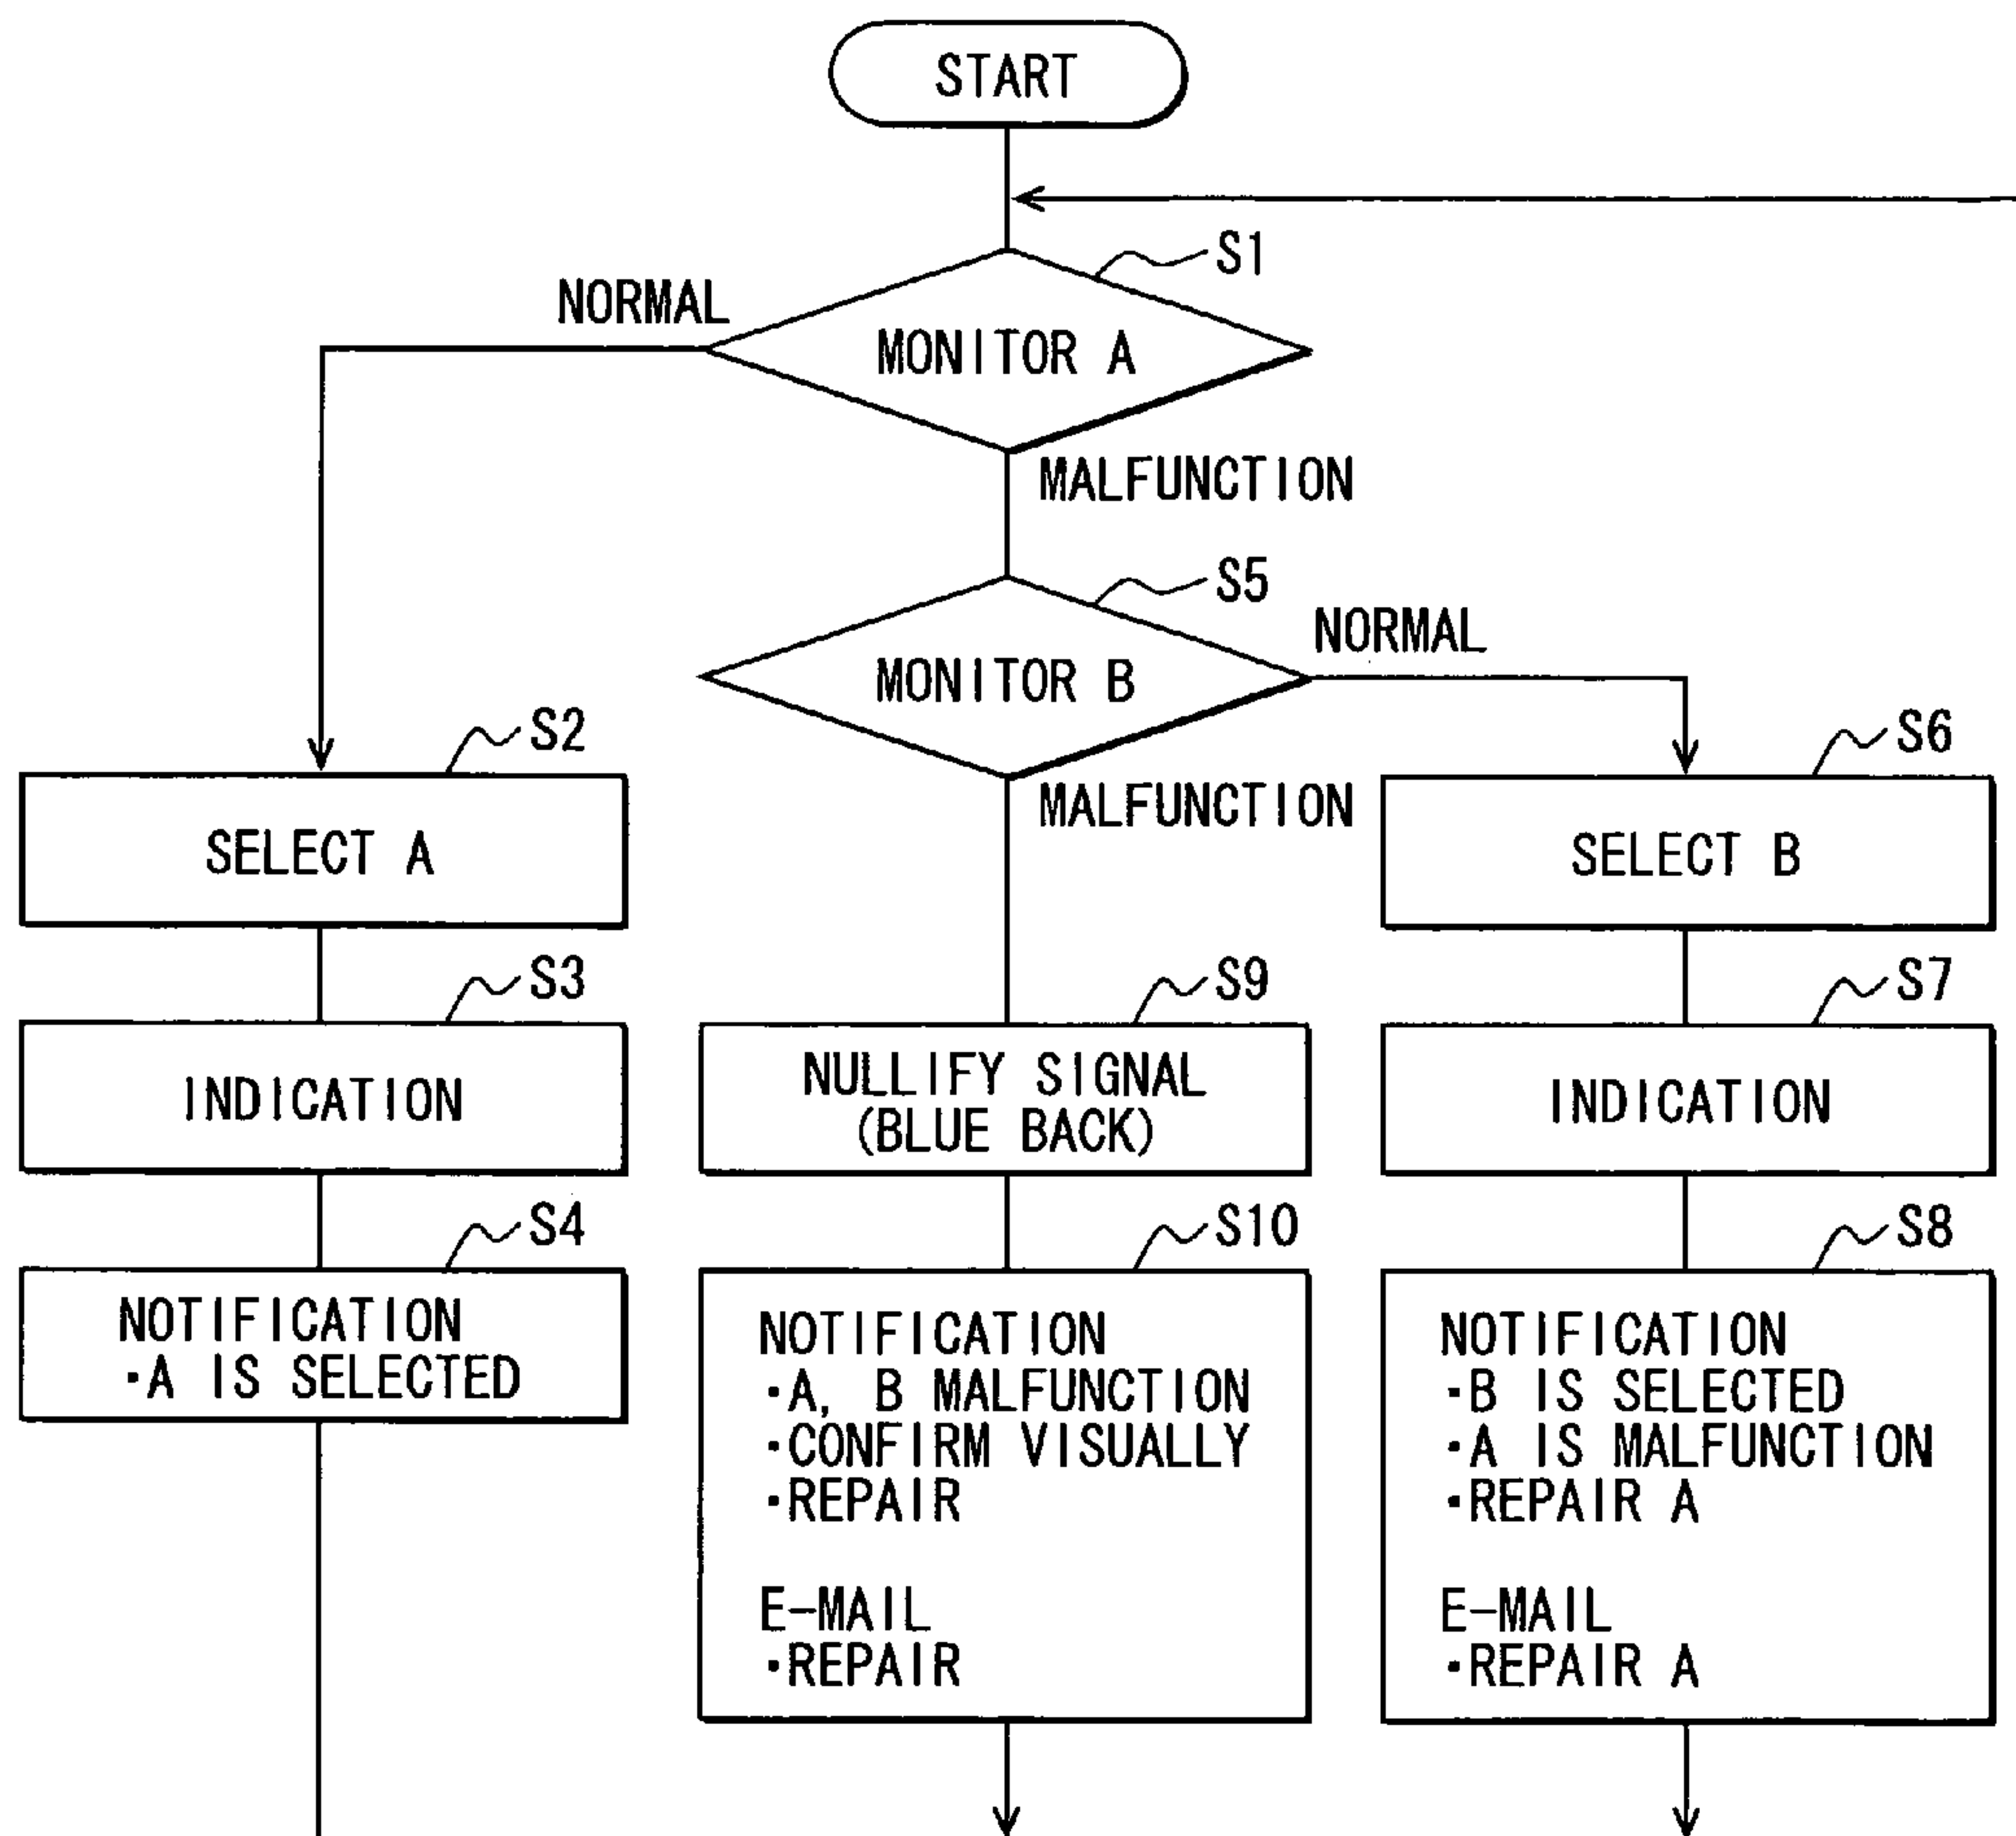 START
S1
NORMAL
MONITOR A
MALFUNCTION
S5
NORMAL
MONITOR B
MALFUNCTION
S2
SELECT A
S3
INDICATION
S4
NOTIFICATION
·A IS SELECTED
S9
NULLIFY SIGNAL
(BLUE BACK)
S10
NOTIFICATION
·A, B MALFUNCTION
·CONFIRM VISUALLY
·REPAIR
E-MAIL
·REPAIR
S6
SELECT B
S7
INDICATION
S8
NOTIFICATION
·B IS SELECTED
·A IS MALFUNCTION
·REPAIR A
E-MAIL
·REPAIR A